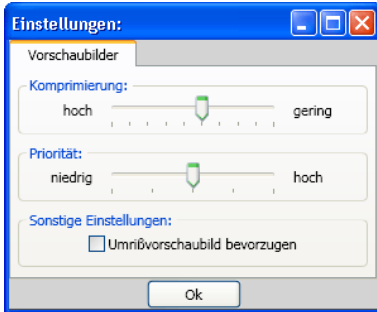 Einstellungen:
Vorschaubilder
Komprimierung:
hoch gering
Priorität:
niedrig hoch
Sonstige Einstellungen:
Umrißvorschaubild bevorzugen
Ok